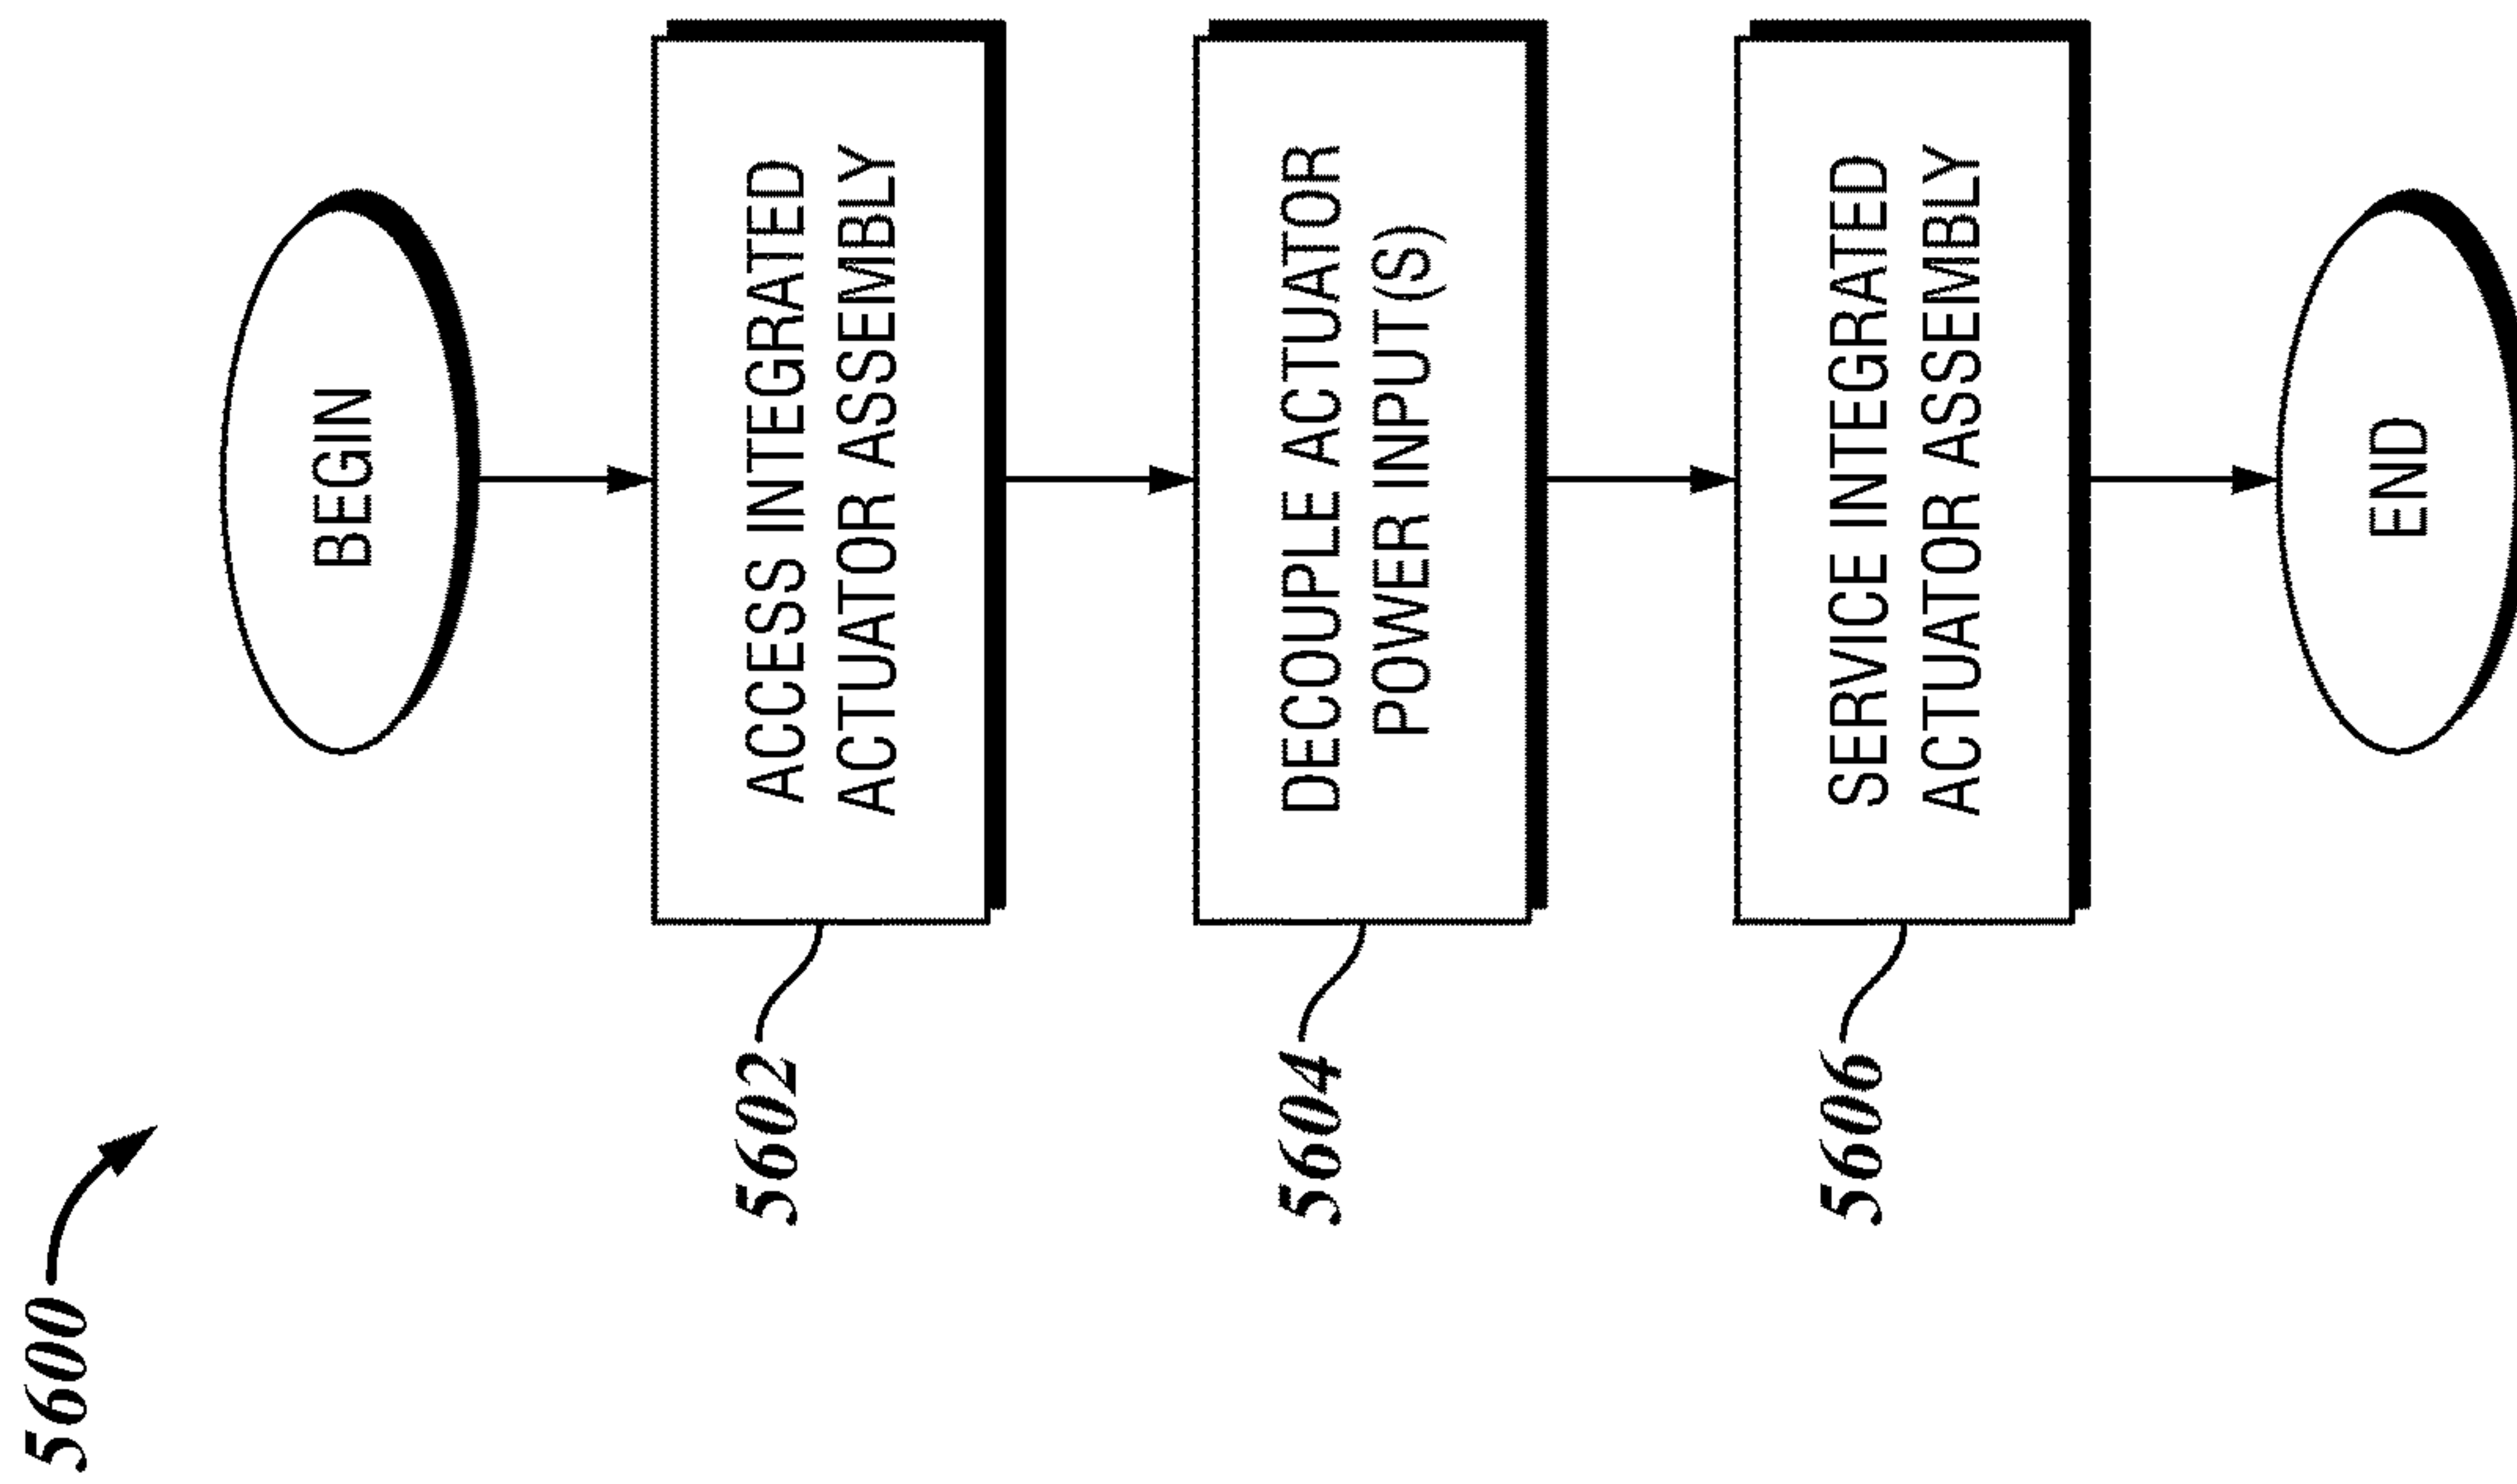 5600
BEGIN
5602
ACCESS INTEGRATED
ACTUATOR ASSEMBLY
5604
DECOUPLE ACTUATOR
POWER INPUT(S)
5606
SERVICE INTEGRATED
ACTUATOR ASSEMBLY
END